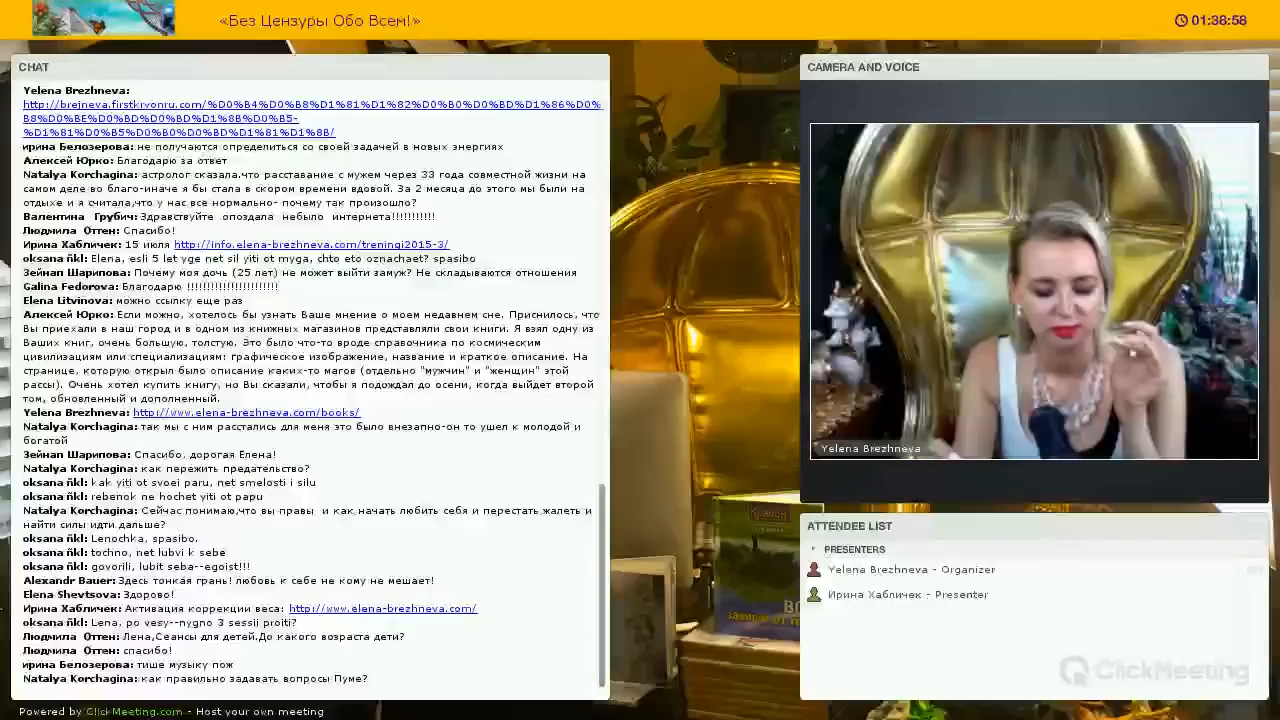 «Без Цензуры Обо Всем!»
01:38:58
CHAT
Yelena Brezhneva:
http://brejneva.firstkryonru.com/%D0%B4%D0%B8%D1%81%D1%82%D0%B0%D0%BD%D1%86%D0%
B8%D0%BE%D0%BD%D0%BD%D1%8B%D0%B5-
%D1%81%D0%B5%D0%B0%D0%BD%D1%81%D1%8B/
ирина Белозерова: не получаются определиться со своей задачей в новых энергиях
Алексей Юрко: Благодарю за ответ
Natalya Korchagina: астролог сказала.что расставание с мужем через 33 года совместной жизни на
самом деле во благо-иначе я бы стала в скором времени вдовой. За 2 месяца до этого мы были на
отдыхе и я считала,что у нас все нормально- почему так произошло?
Валентина Грубич: Здравствуйте опоздала небыло интернета!!!!!!!!!!!
Людмила Оттен: Спасибо!
Ирина Хабличек: 15 июля http://info.elena-brezhneva.com/treningi2015-3/
oksana ñkl: Elena, esli 5 let yge net sil yiti ot myga, chto eto oznachaet? spasibo
Зейнап Шарипова: Почему моя дочь (25 лет) не может выйти замуж? Не складываются отношения
Galina Fedorova: Благодарю !!!!!!!!!!!!!!!!!!!!!!!
Elena Litvinova: можно ссылку еще раз
Алексей Юрко: Если можно, хотелось бы узнать Ваше мнение о моем недавнем сне. Приснилось, что
Вы приехали в наш город и в одном из книжных магазинов представляли свои книги. Я взял одну из
Ваших книг, очень большую, толстую. Это было что-то вроде справочника по космическим
цивилизациям или специализациям: графическое изображение, название и краткое описание. На
странице, которую открыл было описание каких-то магов (отдельно "мужчин" и "женщин" этой
рассы). Очень хотел купить книгу, но Вы сказали, чтобы я подождал до осени, когда выйдет второй
том, обновленный и дополненный.
Yelena Brezhneva: http://www.elena-brezhneva.com/books/
Natalya Korchagina: так мы с ним расстались для меня это было внезапно-он то ушел к молодой и
богатой
Зейнап Шарипова: Спасибо, дорогая Елена!
Natalya Korchagina: как пережить предательство?
oksana ñkl: kak yiti ot svoei paru, net smelosti i silu
oksana ñkl: rebenok ne hochet yiti ot papu
Natalya Korchagina: Сейчас понимаю,что вы правы и как начать любить себя и перестать жалеть и
найти силы идти дальше?
oksana ñkl: Lenochka, spasibo.
oksana ñkl: tochno, net lubvi k sebe
oksana ñkl: govorili, lubit seba--egoist!!!
Alexandr Bauer: Здесь тонкая грань! любовь к себе не кому не мешает!
Elena Shevtsova: Здорово!
Ирина Хабличек: Активация коррекции веса: http://www.elena-brezhneva.com/
oksana ñkl: Lena, po vesy--nygno 3 sessii proiti?
Людмила Оттен: Лена,Сеансы для детей.До какого возраста дети?
Людмила Оттен: спасибо!
ирина Белозерова: тише музыку пож
Natalya Korchagina: как правильно задавать вопросы Пуме?
Powered by ClickMeeting.com - Host your own meeting
CAMERA AND VOICE
Yelena Brezhneva
ATTENDEE LIST
PRESENTERS
Yelena Brezhneva - Organizer
Ирина Хабличек - Presenter
ClickMeeting